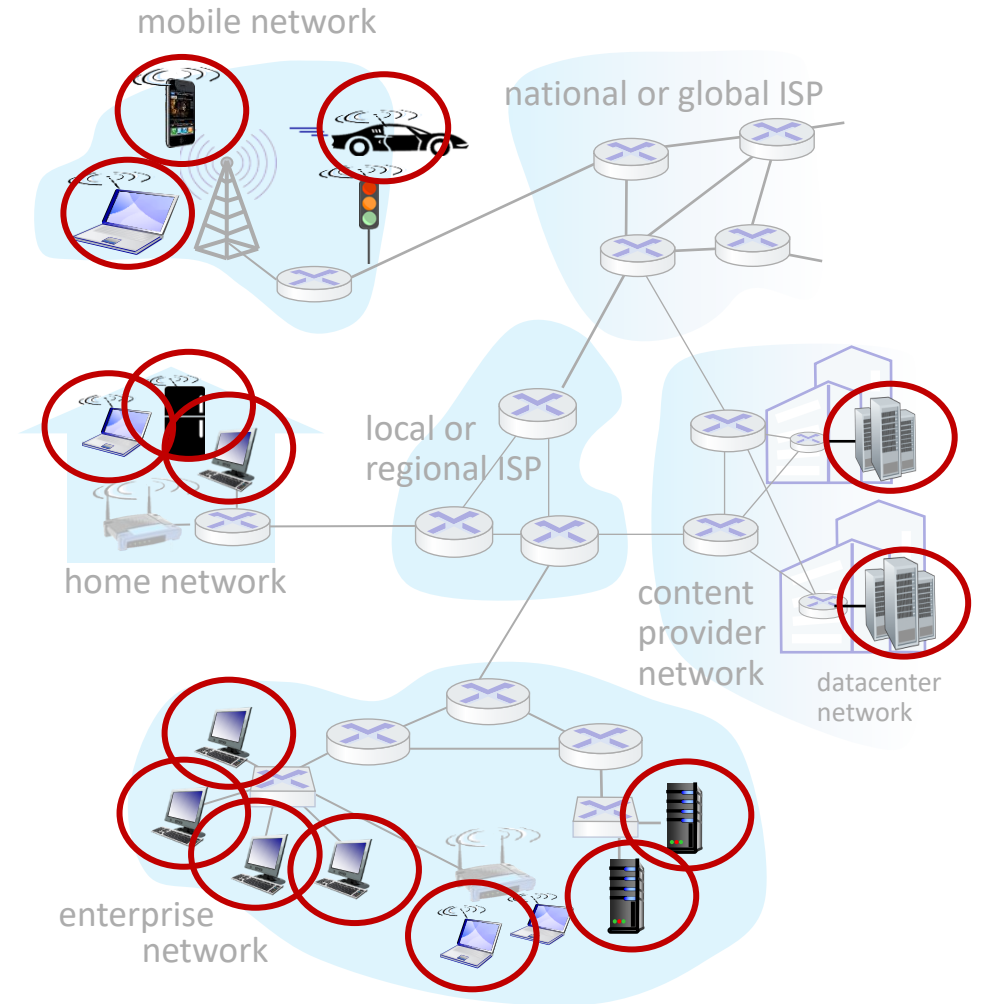 mobile network
national or global ISP
local or
regional ISP
home network
content
provider
network
datacenter
network
enterprise
network